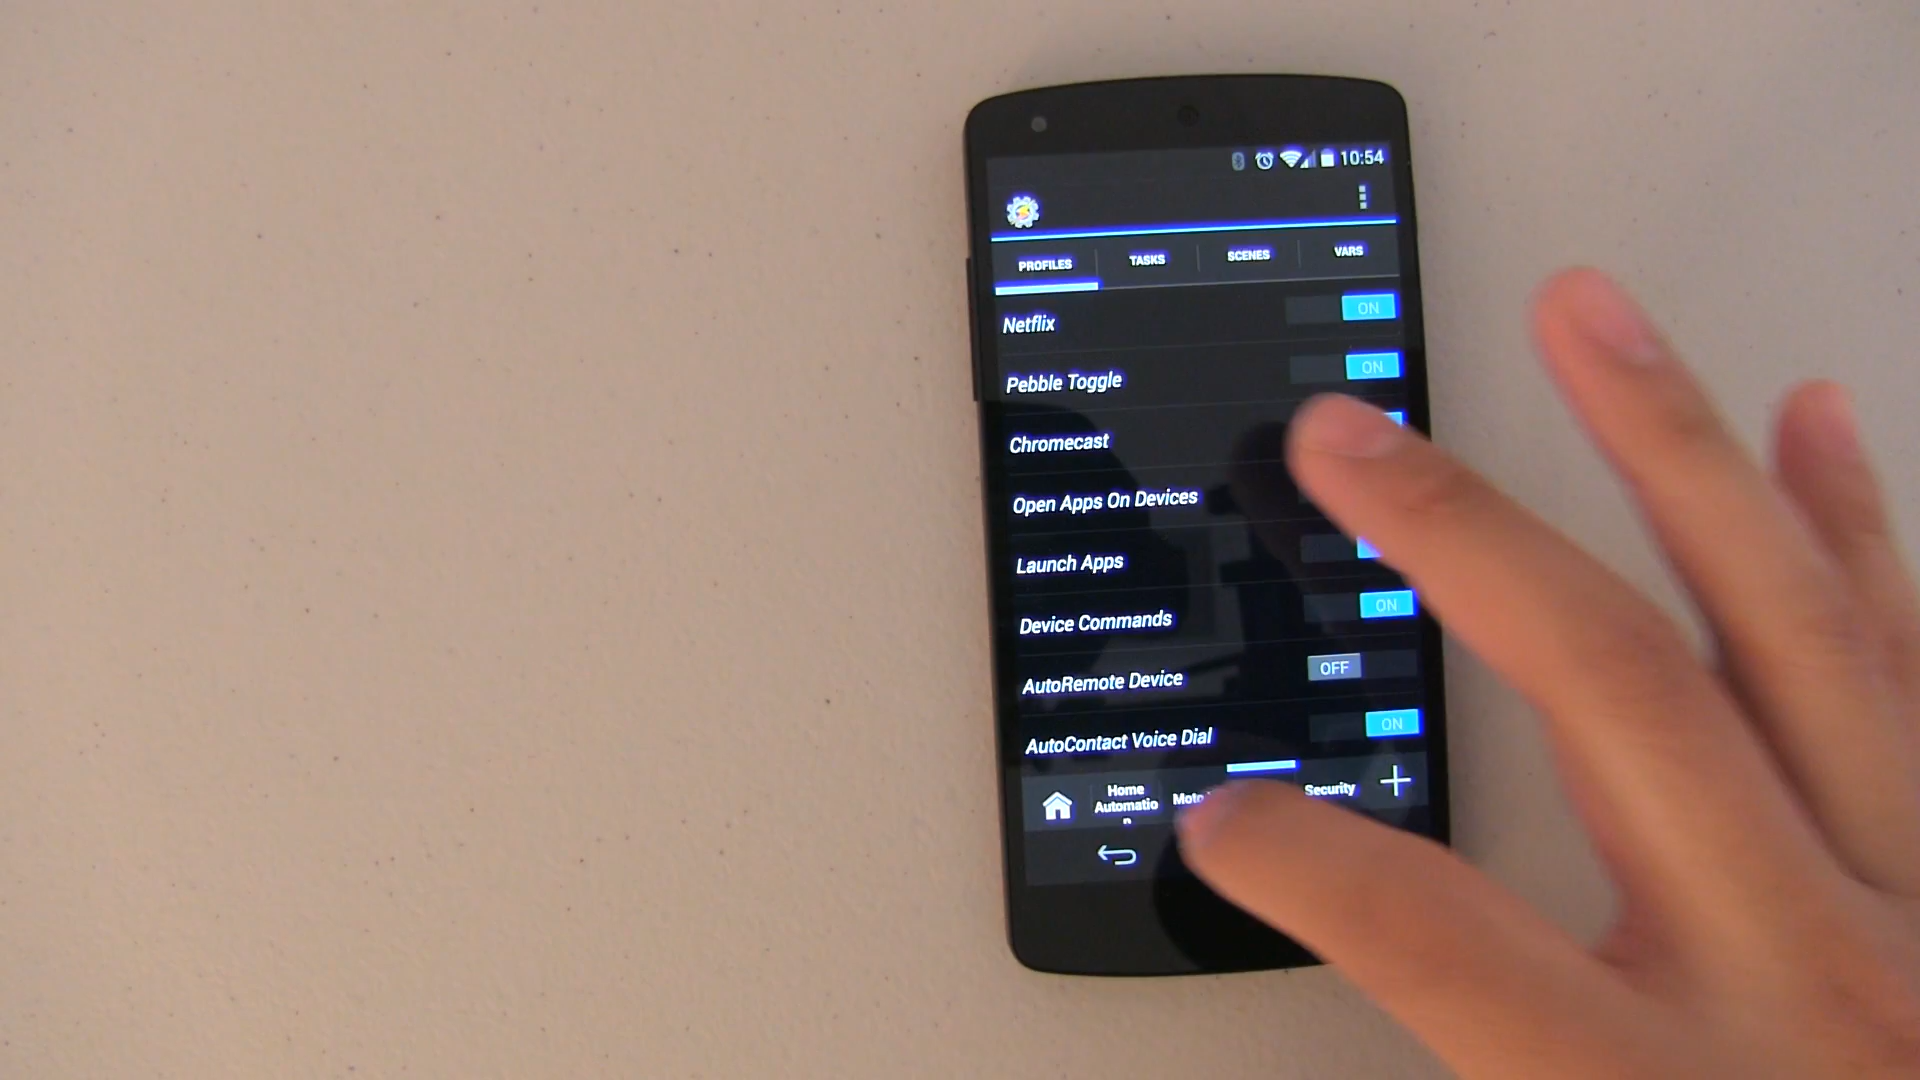 10:54
PROFILES TASKS SCENES VARS
Netflix ON
Pebble Toggle ON
Chromecast
Open Apps On Devices
Launch Apps
Device Commands ON
AutoRemote Device OFF
AutoContact Voice Dial ON
Home
Automatio
n
Moto
Security